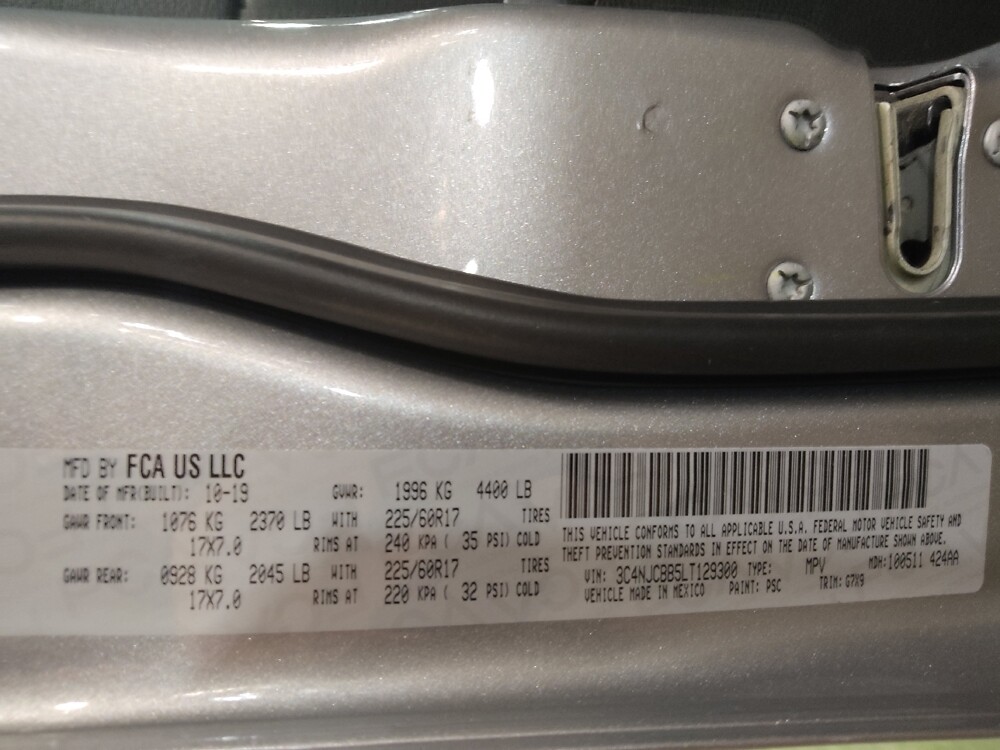 MFD BY FCA US LLC
DATE OF MFR(BUILT): 10-19 GVWR: 1996 KG 4400 LB
GAWR FRONT: 1076 KG 2370 LB WITH 225/60R17 TIRES
17X7.0 RIMS AT 240 KPA ( 35 PSI) COLD
GAWR REAR: 0928 KG 2045 LB WITH 225/60R17 TIRES
17X7.0 RIMS AT 220 KPA ( 32 PSI) COLD
THIS VEHICLE CONFORMS TO ALL APPLICABLE U.S.A. FEDERAL MOTOR VEHICLE SAFETY AND
THEFT PREVENTION STANDARDS IN EFFECT ON THE DATE OF MANUFACTURE SHOWN ABOVE.
VIN: 3C4NJCBB5LT129300 TYPE: MPV MDH:100511 424AA
VEHICLE MADE IN MEXICO PAINT: PSC TRIM: G7X9